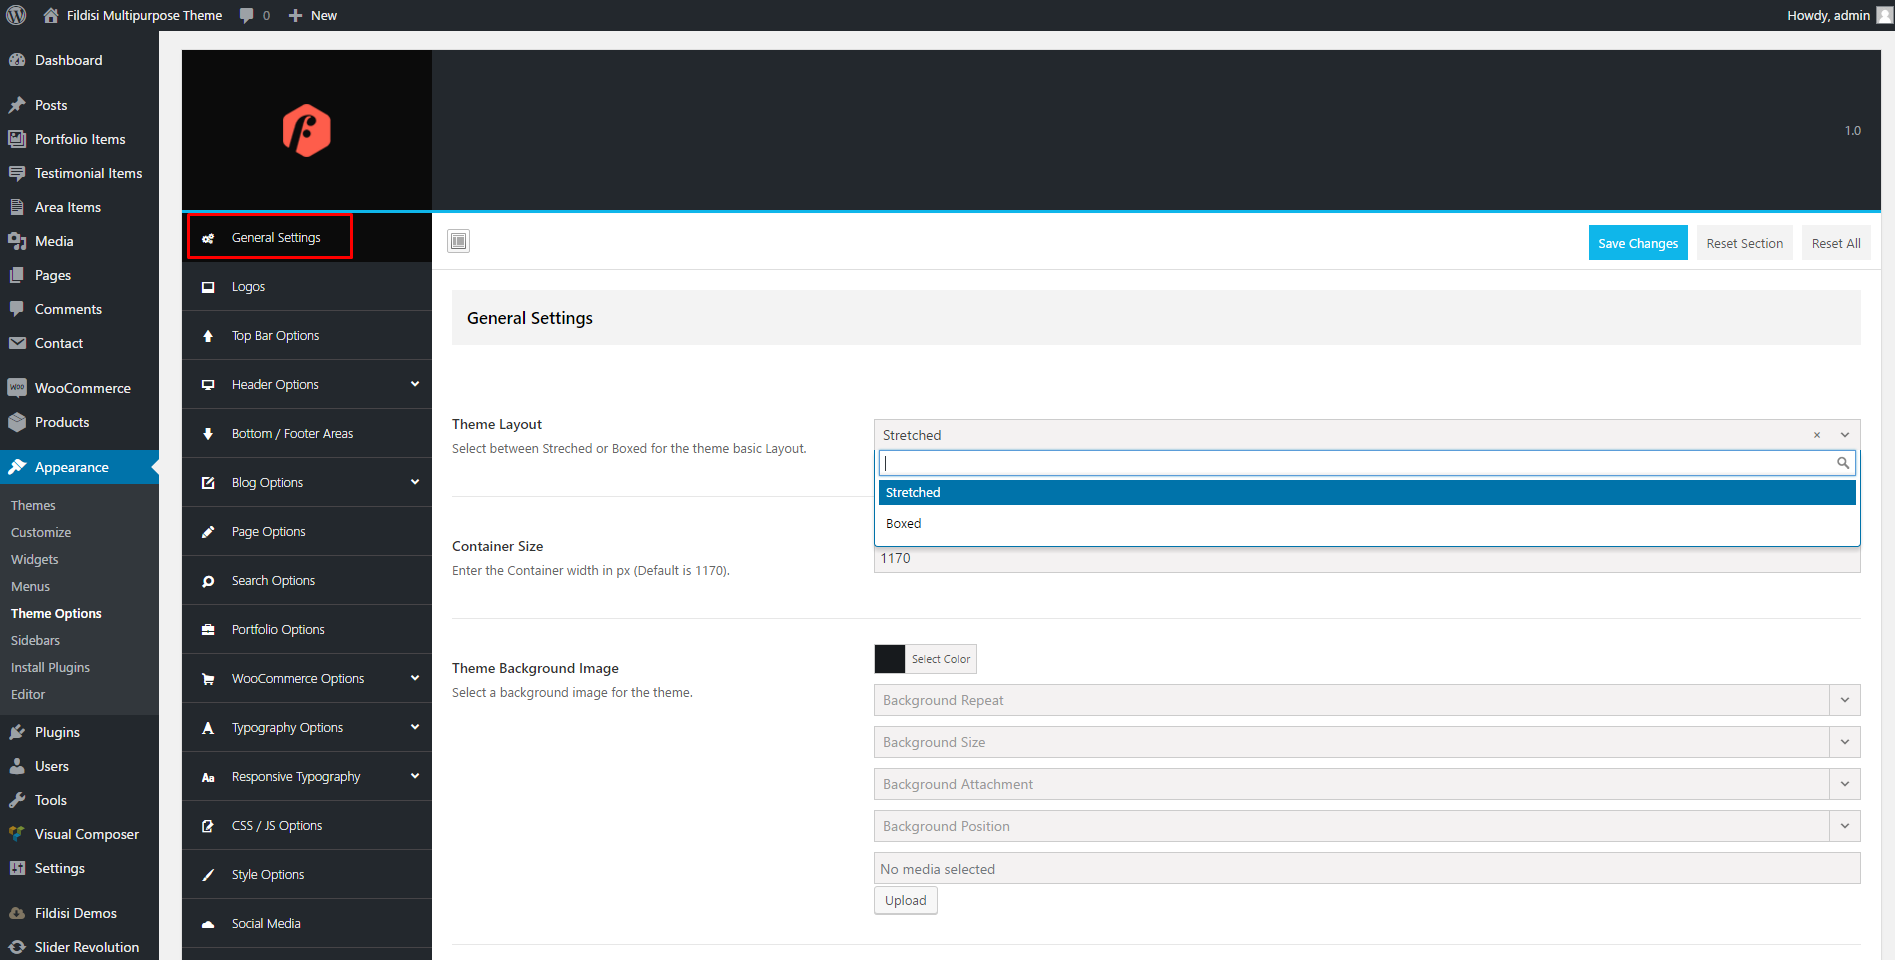 Fildisi Multipurpose Theme
0
New
Howdy, admin
Dashboard
Posts
Portfolio Items
Testimonial Items
Area Items
Media
Pages
Comments
Contact
WOO
WooCommerce
Products
Appearance
Themes
Customize
Widgets
Menus
Theme Options
Sidebars
Install Plugins
Editor
Plugins
Users
Tools
Visual Composer
Settings
Fildisi Demos
Slider Revolution
1.0
General Settings
Logos
Top Bar Options
Header Options
Bottom / Footer Areas
Blog Options
Page Options
Search Options
Portfolio Options
WooCommerce Options
A
Typography Options
Aa
Responsive Typography
CSS / JS Options
Style Options
Social Media
Save Changes
Reset Section
Reset All
General Settings
Theme Layout
Select between Streched or Boxed for the theme basic Layout.
Stretched
×
Stretched
Boxed
Container Size
Enter the Container width in px (Default is 1170).
1170
Theme Background Image
Select a background image for the theme.
Select Color
Background Repeat
Background Size
Background Attachment
Background Position
No media selected
Upload